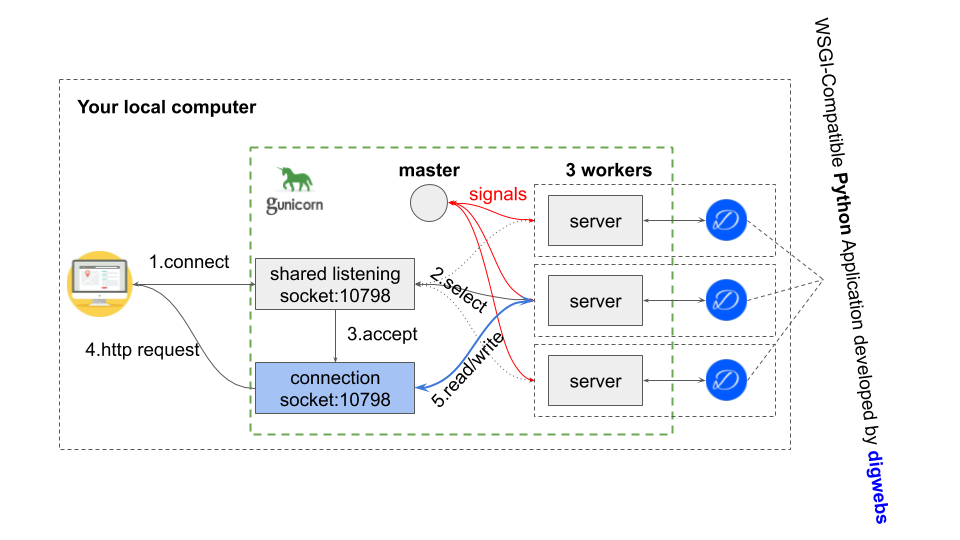 Your local computer
gunicorn
master
3 workers
signals
server
1.connect
shared listening
socket:10798
2.select
server
3.accept
4.http request
connection
socket:10798
5.read/write
server
WSGI-Compatible Python Application developed by digwebs